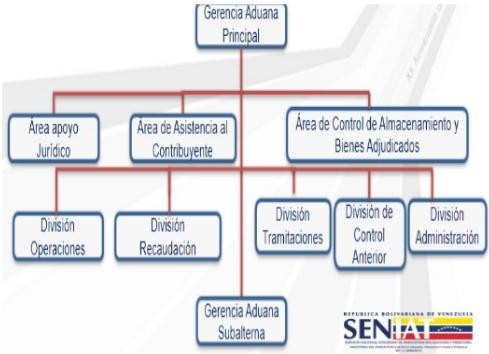 Gerencia Aduana
Principal
Área apoyo
Jurídico
Área de Asistencia al
Contribuyente
Área de Control de Almacenamiento y
Bienes Adjudicados
División
Operaciones
División
Recaudación
División
Tramitaciones
División de
Control
Anterior
División
Administración
Gerencia Aduana
Subalterna
REPUBLICA BOLIVARIANA DE VENEZUELA
SENIAT